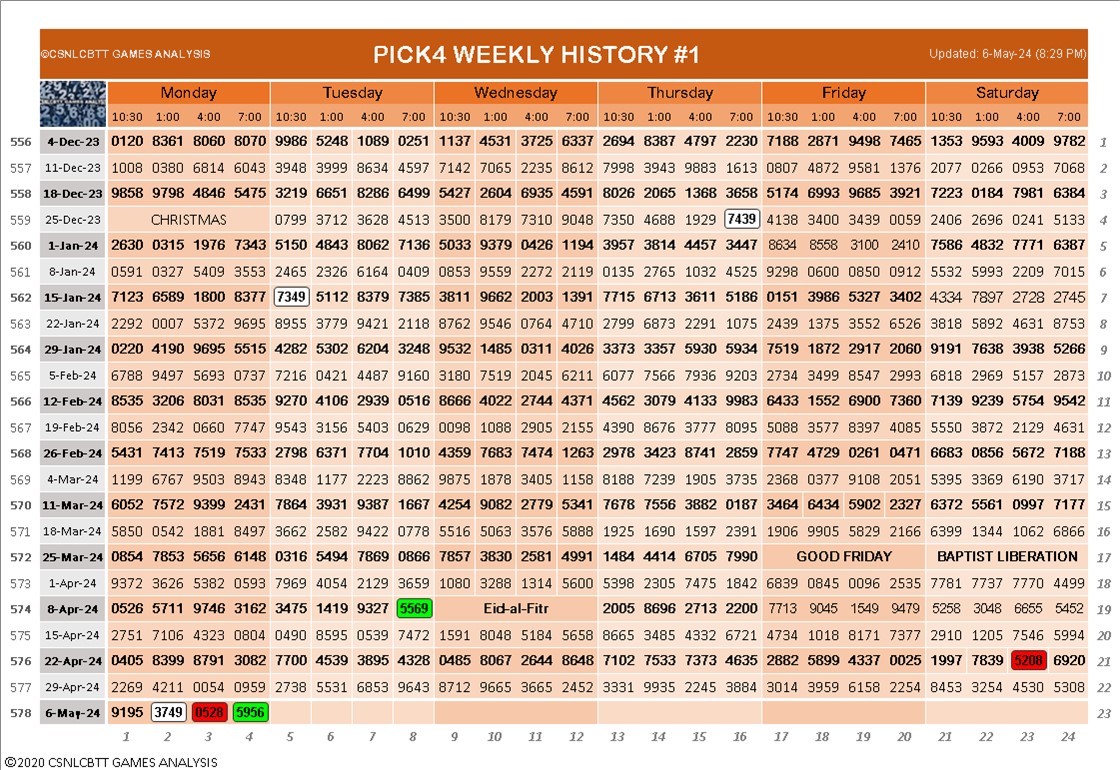 ©CSNLCBTT GAMES ANALYSIS PICK4 WEEKLY HISTORY #1 Updated: 6-May-24 (8:29 PM)
Monday Tuesday Wednesday Thursday Friday Saturday
10:30 1:00 4:00 7:00 10:30 1:00 4:00 7:00 10:30 1:00 4:00 7:00 10:30 1:00 4:00 7:00 10:30 1:00 4:00 7:00 10:30 1:00 4:00 7:00
556 4-Dec-23 0120 8361 8060 8070 9986 5248 1089 0251 1137 4531 3725 6337 2694 8387 4797 2230 7188 2871 9498 7465 1353 9593 4009 9782 1
557 11-Dec-23 1008 0380 6814 6043 3948 3999 8634 4597 7142 7065 2235 8612 7998 3943 9883 1613 0807 4872 9581 1376 2077 0266 0953 7068 2
558 18-Dec-23 9858 9798 4846 5475 3219 6651 8286 6499 5427 2604 6935 4591 8026 2065 1368 3658 5174 6993 9685 3921 7223 0184 7981 6384 3
559 25-Dec-23 CHRISTMAS 0799 3712 3628 4513 3500 8179 7310 9048 7350 4688 1929 7439 4138 3400 3439 0059 2406 2696 0241 5133 4
560 1-Jan-24 2630 0315 1976 7343 5150 4843 8062 7136 5033 9379 0426 1194 3957 3814 4457 3447 8634 8558 3100 2410 7586 4832 7771 6387 5
561 8-Jan-24 0591 0327 5409 3553 2465 2326 6164 0409 0853 9559 2272 2119 0135 2765 1032 4525 9298 0600 0850 0912 5532 5993 2209 7015 6
562 15-Jan-24 7123 6589 1800 8377 7349 5112 8379 7385 3811 9662 2003 1391 7715 6713 3611 5186 0151 3986 5327 3402 4334 7897 2728 2745 7
563 22-Jan-24 2292 0007 5372 9695 8955 3779 9421 2118 8762 9546 0764 4710 2799 6873 2291 1075 2439 1375 3552 6526 3818 5892 4631 8753 8
564 29-Jan-24 0220 4190 9695 5515 4282 5302 6204 3248 9532 1485 0311 4026 3373 3357 5930 5934 7519 1872 2917 2060 9191 7638 3938 5266 9
565 5-Feb-24 6788 9497 5693 0737 7216 0421 4487 9160 3180 7519 2045 6211 6077 7566 7936 9203 2734 3499 8547 2993 6818 2969 5157 2873 10
566 12-Feb-24 8535 3206 8031 8535 9270 4106 2939 0516 8666 4022 2744 4371 4562 3079 4133 9983 6433 1552 6900 7360 7139 9239 5754 9542 11
567 19-Feb-24 8056 2342 0660 7747 9543 3156 5403 0629 0098 1088 2905 2155 4390 8676 3777 8095 5088 3577 8397 4085 5550 3872 2129 4631 12
568 26-Feb-24 5431 7413 7519 7533 2798 6371 7704 1010 4359 7683 7474 1263 2978 3423 8741 2859 7747 4729 0261 0471 6683 0856 5672 7188 13
569 4-Mar-24 1199 6767 9503 8943 8348 1177 2223 8862 9875 1878 3405 1158 8188 7239 1905 3735 2368 0377 9108 2051 5395 3369 6190 3717 14
570 11-Mar-24 6052 7572 9399 2431 7864 3931 9387 1667 4254 9082 2779 5341 7678 7556 3882 0187 3464 6434 5902 2327 6372 5561 0997 7177 15
571 18-Mar-24 5850 0542 1881 8497 3662 2582 9422 0778 5516 5063 3576 5888 1925 1690 1597 2391 1906 9905 5829 2166 6399 1344 1062 6866 16
572 25-Mar-24 0854 7853 5656 6148 0316 5494 7869 0866 7857 3830 2581 4991 1484 4414 6705 7990 GOOD FRIDAY BAPTIST LIBERATION 17
573 1-Apr-24 9372 3626 5382 0593 7969 4054 2129 3659 1080 3288 1314 5600 5398 2305 7475 1842 6839 0845 0096 2535 7781 7737 7770 4499 18
574 8-Apr-24 0526 5711 9746 3162 3475 1419 9327 5569 Eid-al-Fitr 2005 8696 2713 2200 7713 9045 1549 9479 5258 3048 6655 5452 19
575 15-Apr-24 2751 7106 4323 0804 0490 8595 0539 7472 1591 8048 5184 5658 8665 3485 4332 6721 4734 1018 8171 7377 2910 1205 7546 5994 20
576 22-Apr-24 0405 8399 8791 3082 7700 4539 3895 4328 0485 8067 2644 8648 7102 7533 7373 4635 2882 5899 4337 0025 1997 7839 5208 6920 21
577 29-Apr-24 2269 4211 0054 0959 2738 5531 6853 9643 8712 9665 3665 2452 3331 9935 2245 3884 3014 3959 6158 2254 8453 3254 4530 5308 22
578 6-May-24 9195 3749 0528 5956 23
1 2 3 4 5 6 7 8 9 10 11 12 13 14 15 16 17 18 19 20 21 22 23 24
©2020 CSNLCBTT GAMES ANALYSIS